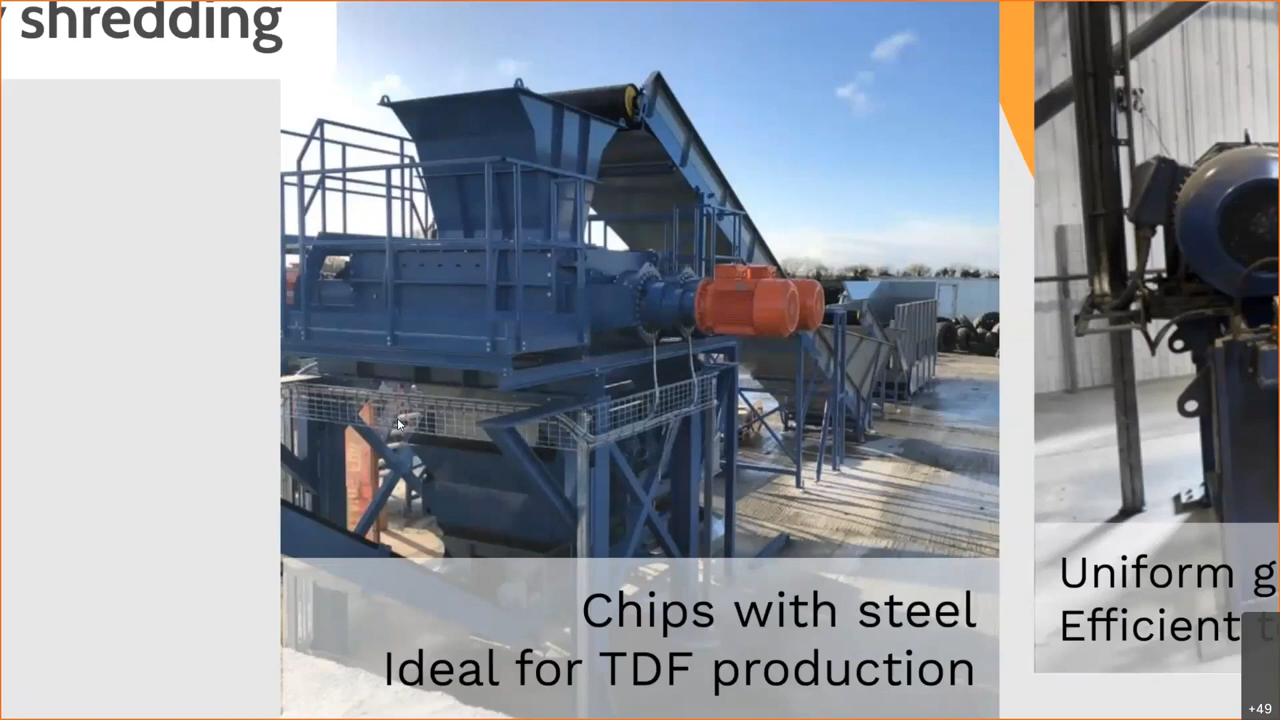 shredding
Chips with steel
Ideal for TDF production
Uniform g
Efficient
+49